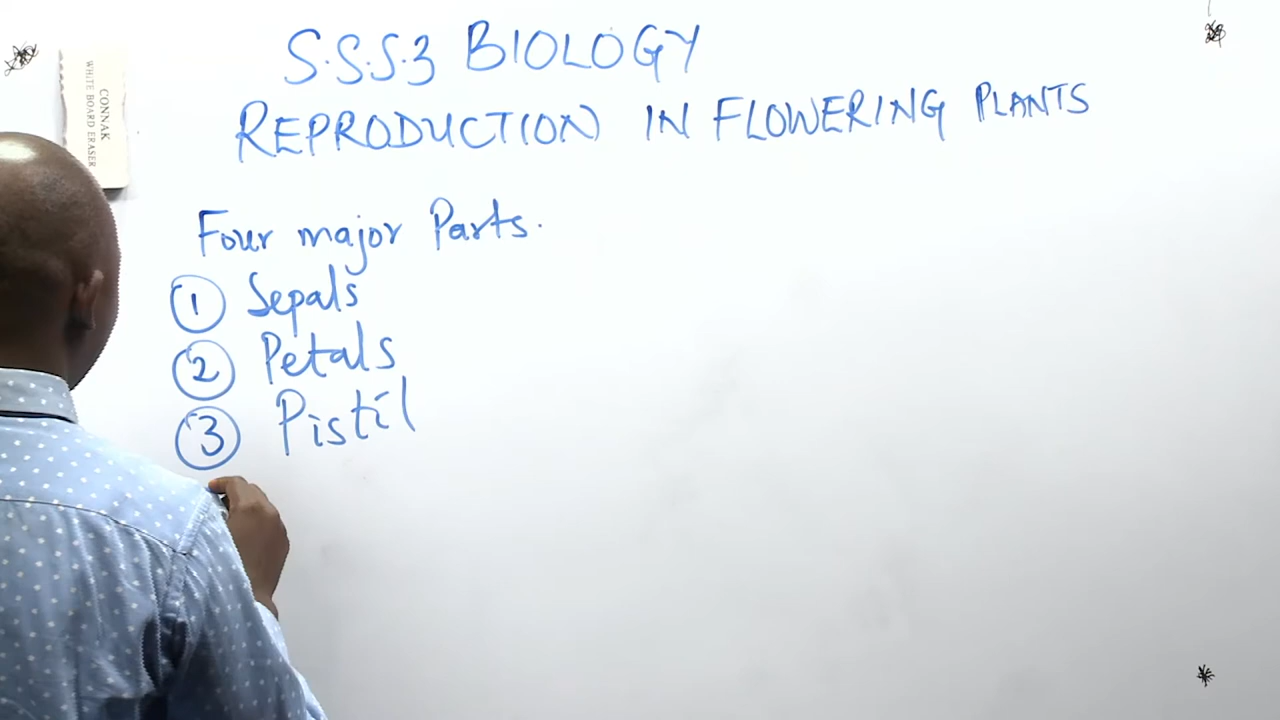 S.S.S.3 BIOLOGY
REPRODUCTION IN FLOWERING PLANTS
CONNAK
WHITE BOARD ERASER
Four major Parts.
1 Sepals
2 Petals
3 Pistil